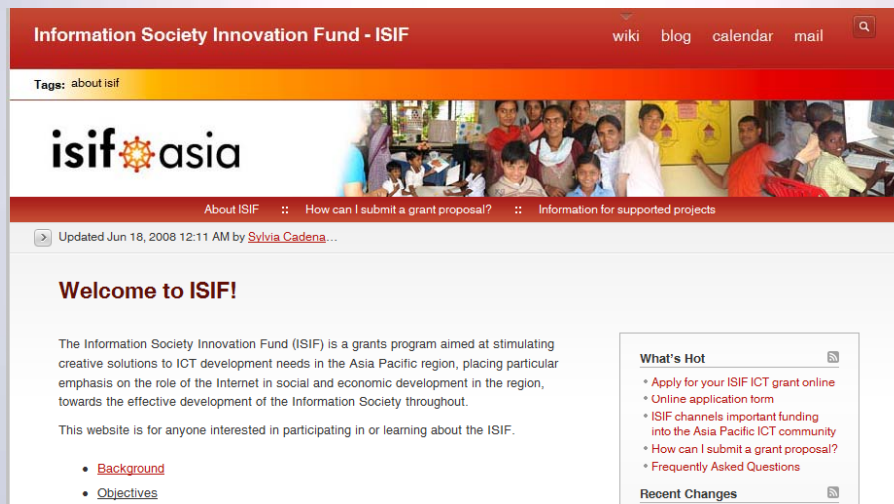 Information Society Innovation Fund - ISIF
wiki blog calendar mail
Tags: about isif
isif asia
About ISIF :: How can I submit a grant proposal? :: Information for supported projects
Updated Jun 18, 2008 12:11 AM by Sylvia Cadena...
Welcome to ISIF!
The Information Society Innovation Fund (ISIF) is a grants program aimed at stimulating
creative solutions to ICT development needs in the Asia Pacific region, placing particular
emphasis on the role of the Internet in social and economic development in the region,
towards the effective development of the Information Society throughout.
This website is for anyone interested in participating in or learning about the ISIF.
• Background
• Objectives
What's Hot
• Apply for your ISIF ICT grant online
• Online application form
• ISIF channels important funding
into the Asia Pacific ICT community
• How can I submit a grant proposal?
• Frequently Asked Questions
Recent Changes